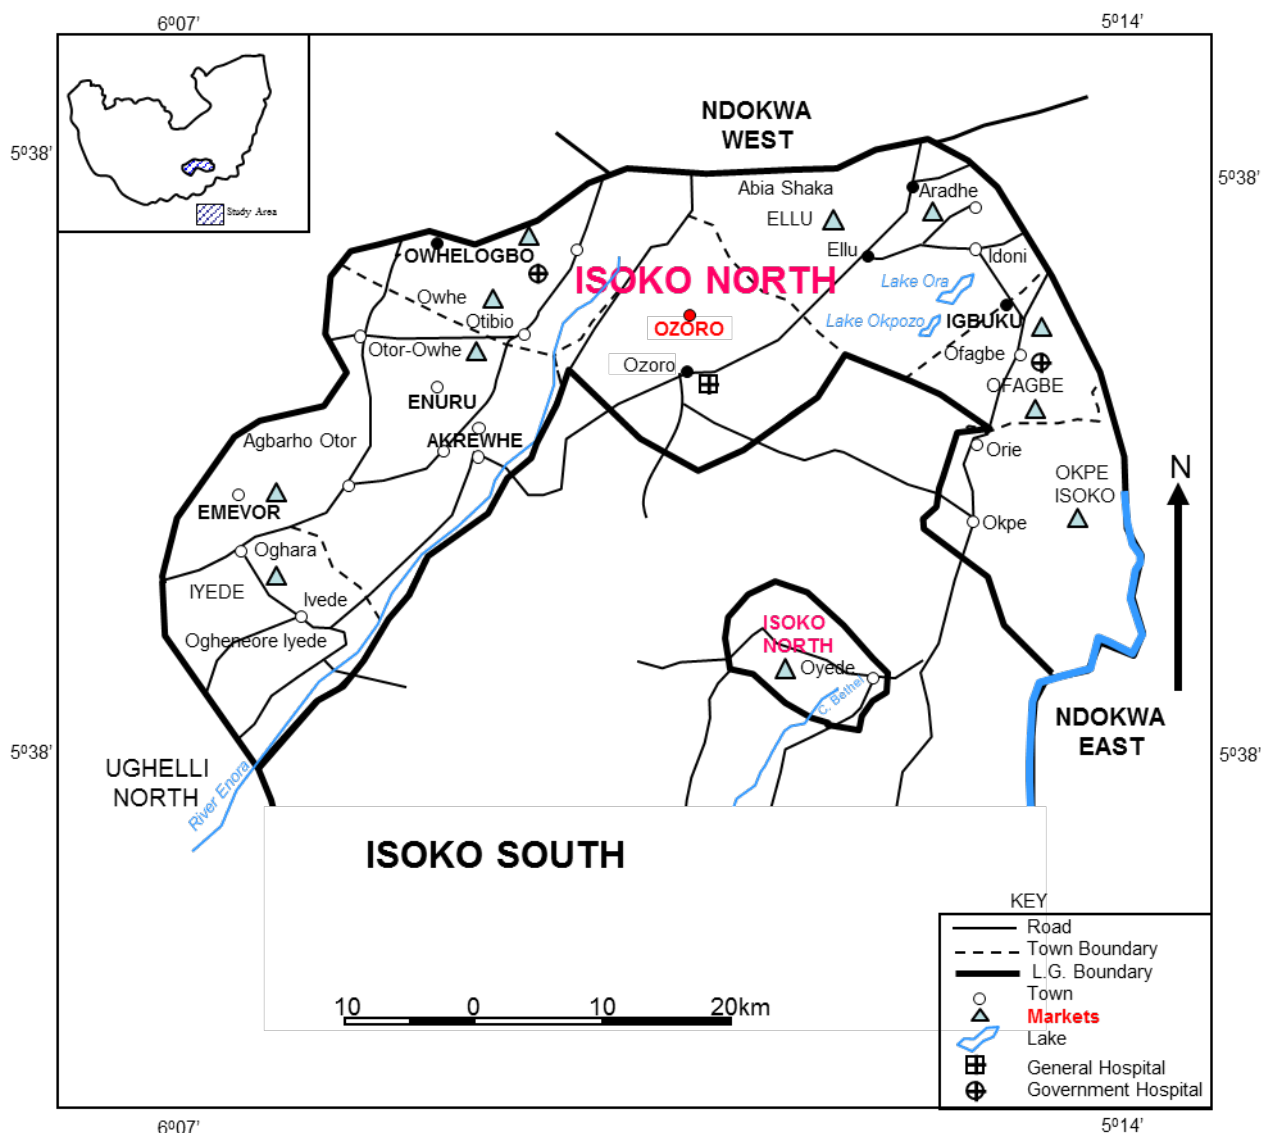 6º07’
5º14’
5º38’
5º38’
Study Area
NDOKWA
WEST
Abia Shaka
Aradhe
ELLU
Ellu
Idoni
OWHELOGBO
ISOKO NORTH
Lake Ora
Owhe
Otibio
OZORO
Lake Okpozo
IGBUKU
Otor-Owhe
Ozoro
Ofagbe
OFAGBE
ENURU
AKREWHE
Agbarho Otor
Orie
OKPE
ISOKO
N
EMEVOR
Okpe
Oghara
IYEDE
Ivede
Ogheneore Iyede
ISOKO
NORTH
Oyede
C. Bethel
NDOKWA
EAST
5º38’
5º38’
UGHELLI
NORTH
River Enora
ISOKO SOUTH
KEY
Road
Town Boundary
L.G. Boundary
Town
Markets
Lake
General Hospital
Government Hospital
10 0 10 20km
6º07’
5º14’